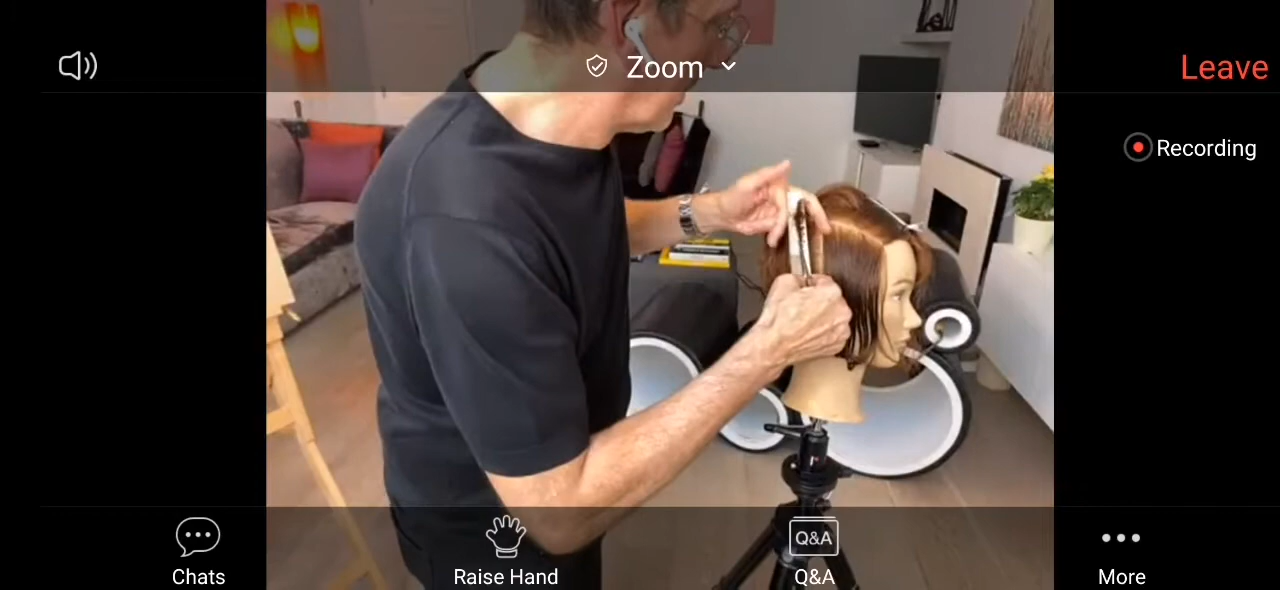 Zoom
Leave
Recording
Q&A
Chats
Raise Hand
Q&A
More